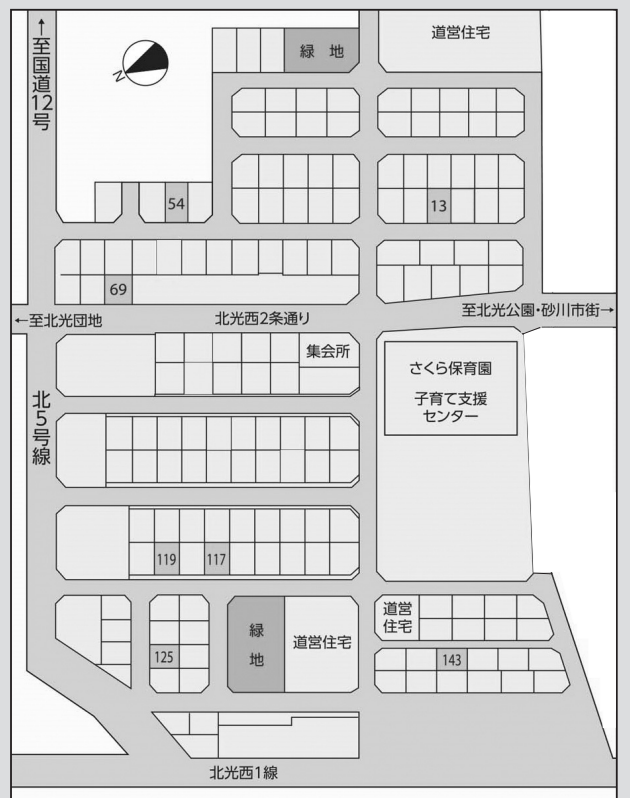 道営住宅
緑 地
↑至国道12号
N
54
13
69
至北光公園・砂川市街→
←至北光団地
北光西2条通り
集会所
さくら保育園
子育て支援
センター
北5号線
119
117
緑
地
道営住宅
道営
住宅
125
143
北光西1線